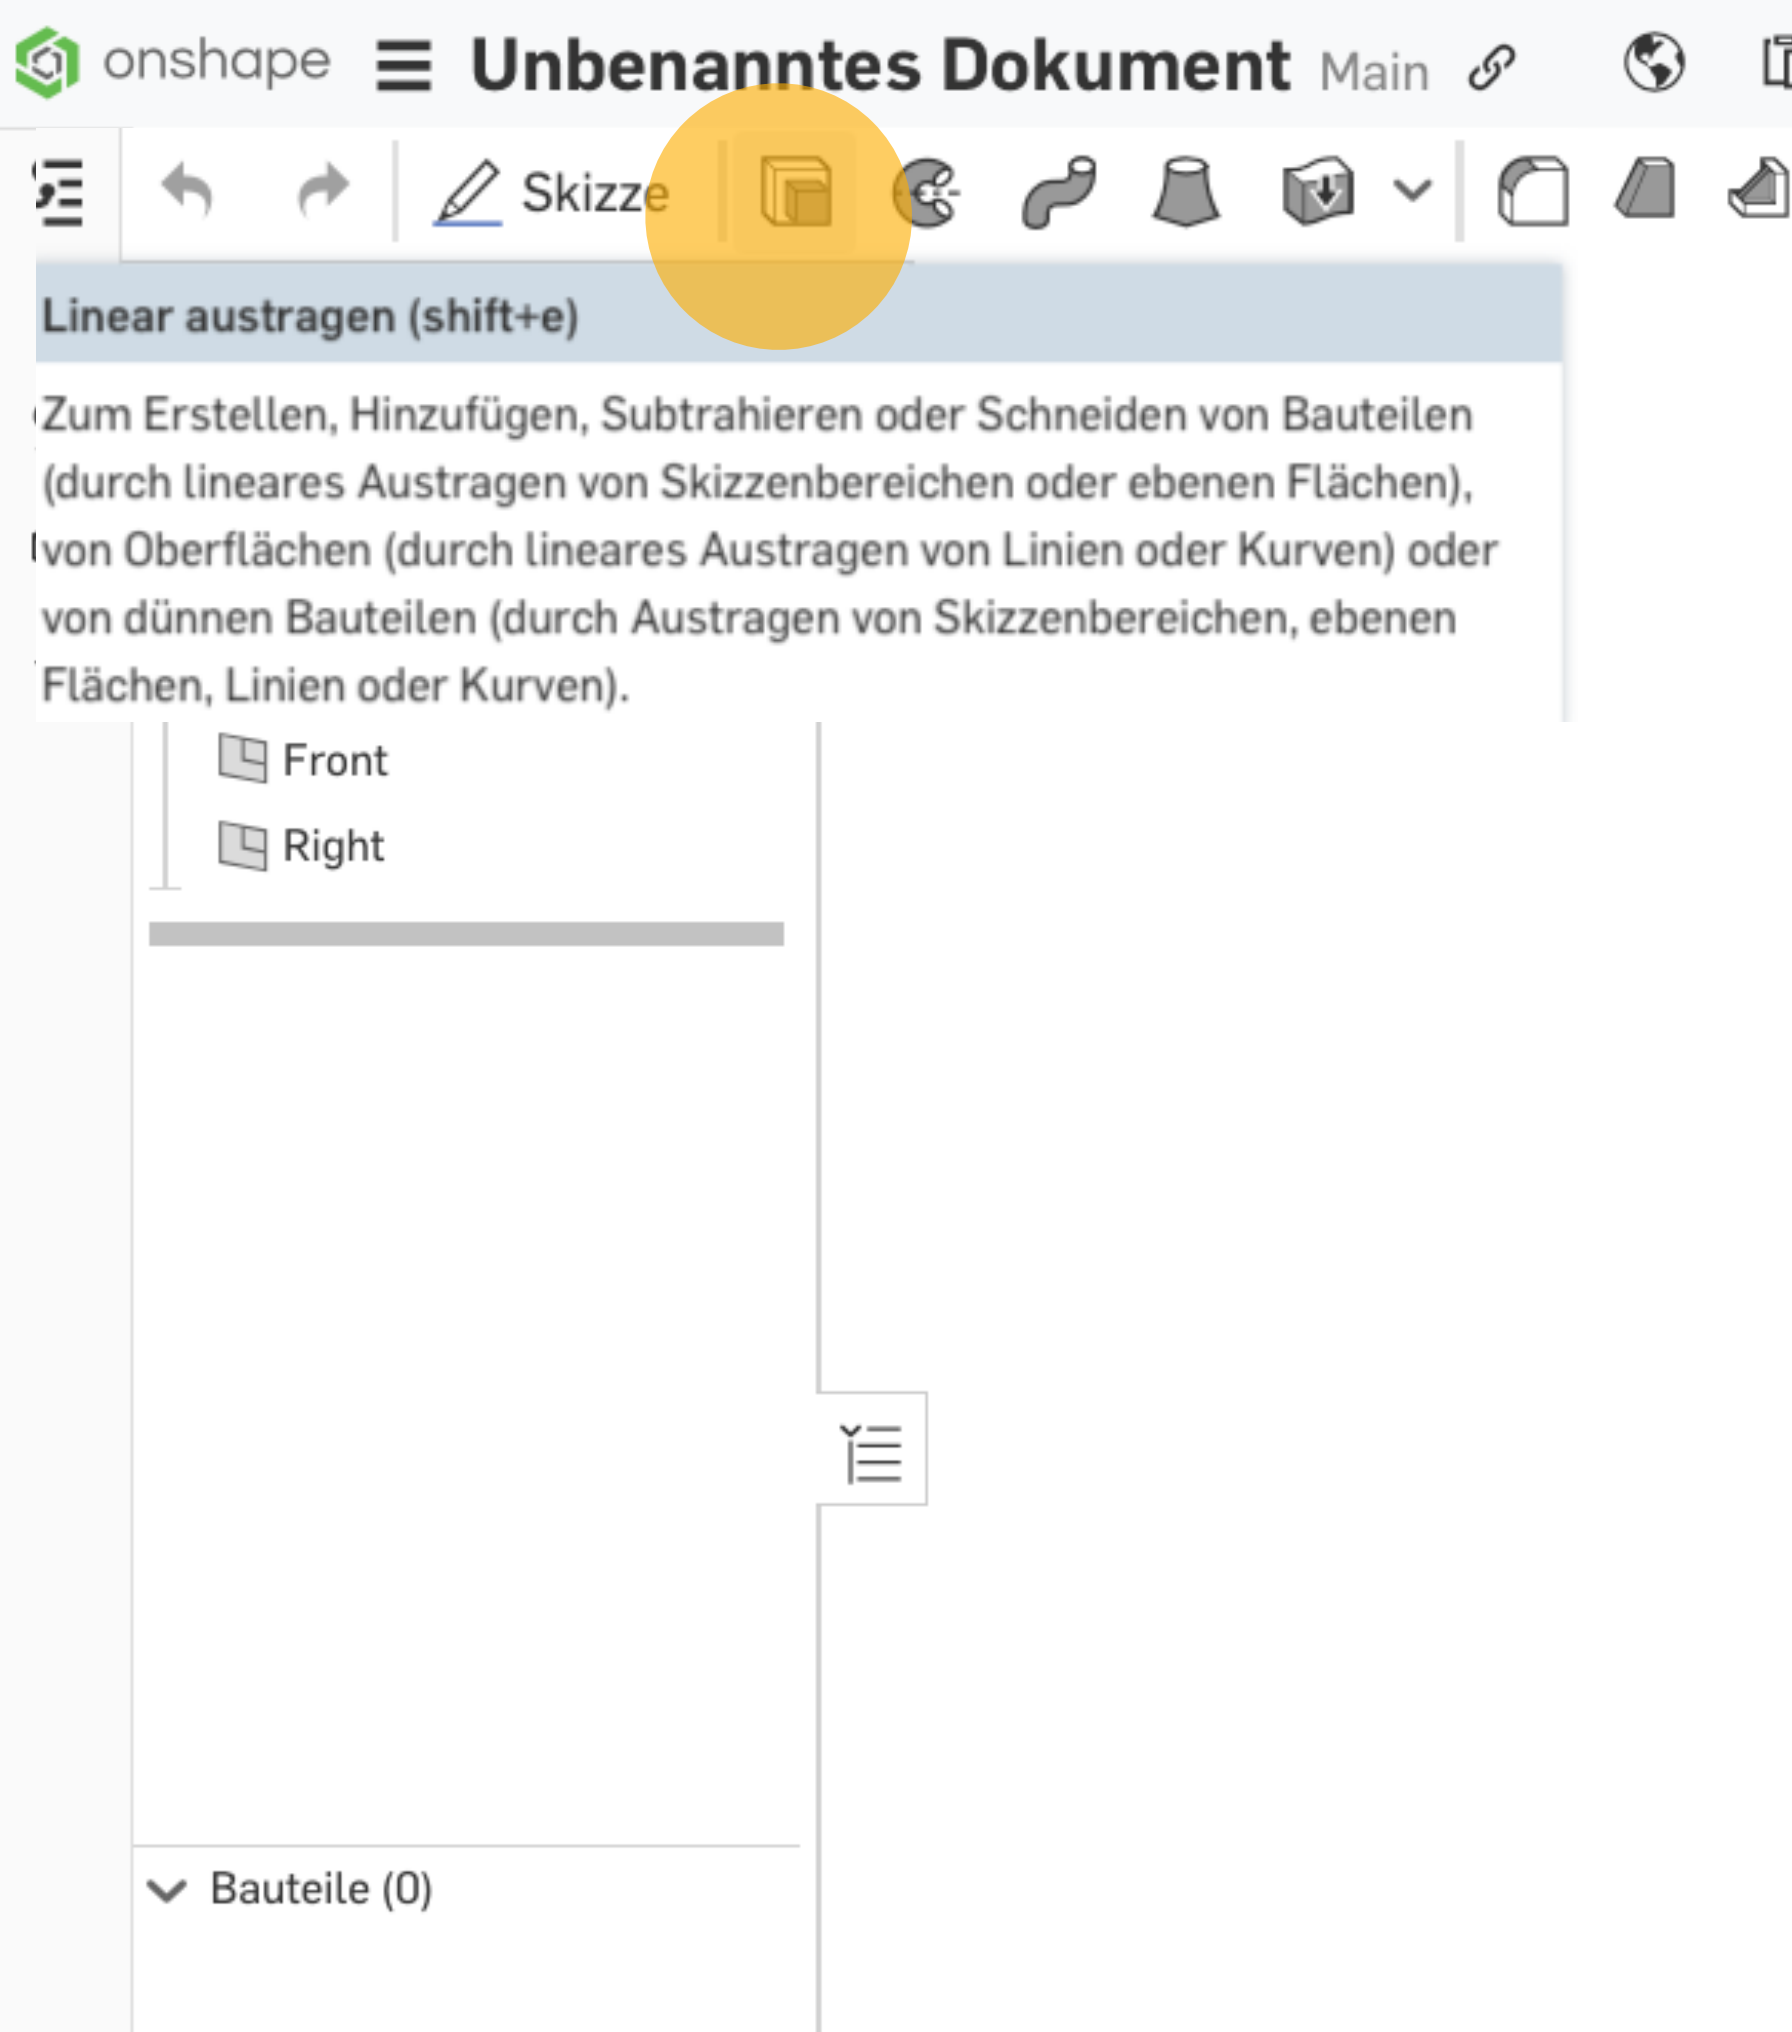 onshape Unbenanntes Dokument Main
Skizze
Linear austragen (shift+e)
Zum Erstellen, Hinzufügen, Subtrahieren oder Schneiden von Bauteilen
(durch lineares Austragen von Skizzenbereichen oder ebenen Flächen),
von Oberflächen (durch lineares Austragen von Linien oder Kurven) oder
von dünnen Bauteilen (durch Austragen von Skizzenbereichen, ebenen
Flächen, Linien oder Kurven).
Front
Right
Bauteile (0)